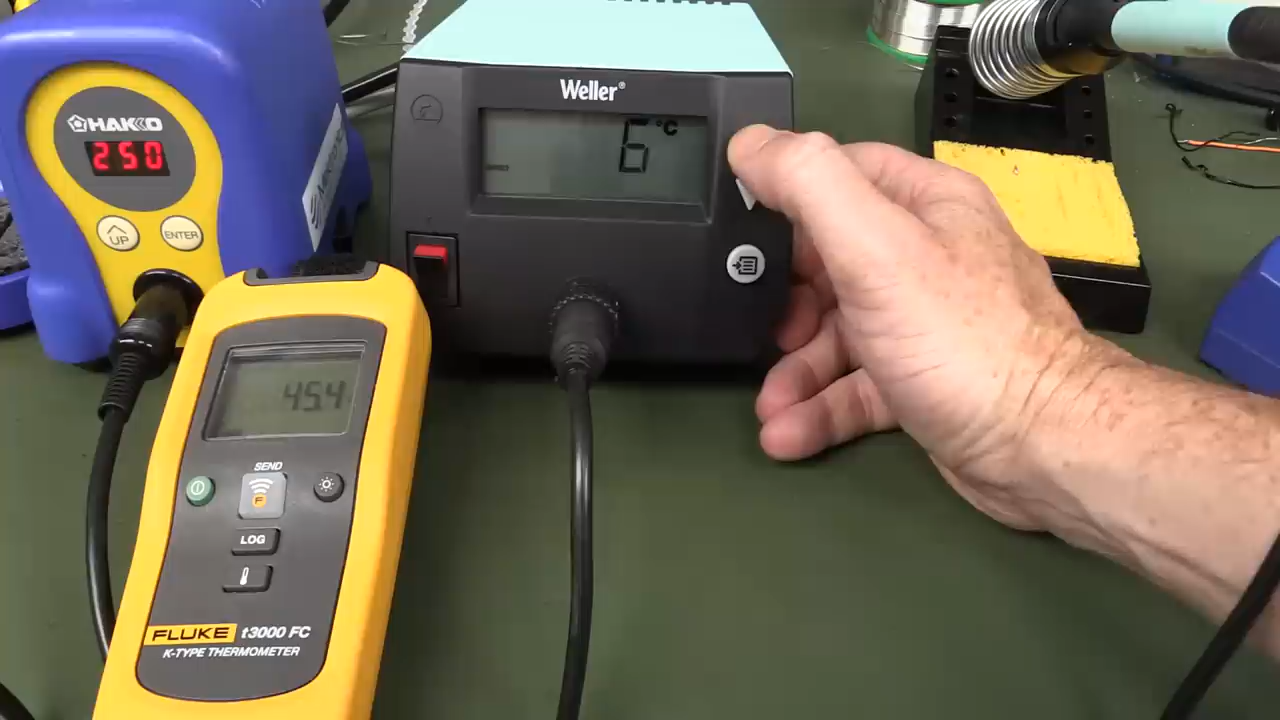 HAKKO
250
UP
ENTER
Weller®
6°C
45.4
SEND
F
LOG
FLUKE t3000 FC
K-TYPE THERMOMETER